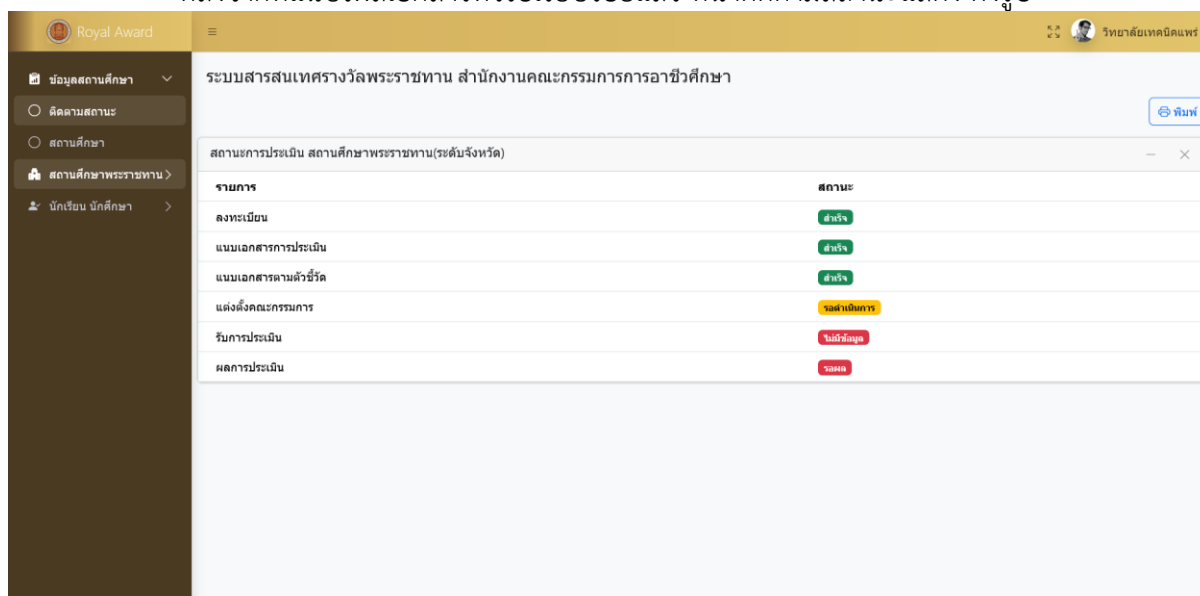 Royal Award
วิทยาลัยเทคนิคแพร่
ข้อมูลสถานศึกษา
ติดตามสถานะ
สถานศึกษา
สถานศึกษาพระราชทาน
นักเรียน นักศึกษา
ระบบสารสนเทศรางวัลพระราชทาน สำนักงานคณะกรรมการการอาชีวศึกษา
พิมพ์
สถานะการประเมิน สถานศึกษาพระราชทาน(ระดับจังหวัด)
รายการ สถานะ
ลงทะเบียน สำเร็จ
แนบเอกสารการประเมิน สำเร็จ
แนบเอกสารตามตัวชี้วัด สำเร็จ
แต่งตั้งคณะกรรมการ รอดำเนินการ
รับการประเมิน ไม่มีข้อมูล
ผลการประเมิน รอผล